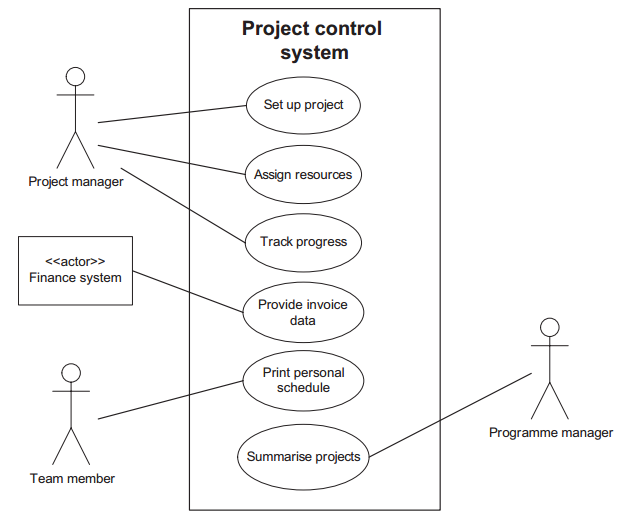 Project control
system
Set up project
Project manager
Assign resources
Track progress
<<actor>>
Finance system
Provide invoice
data
Print personal
schedule
Team member
Summarise projects
Programme manager